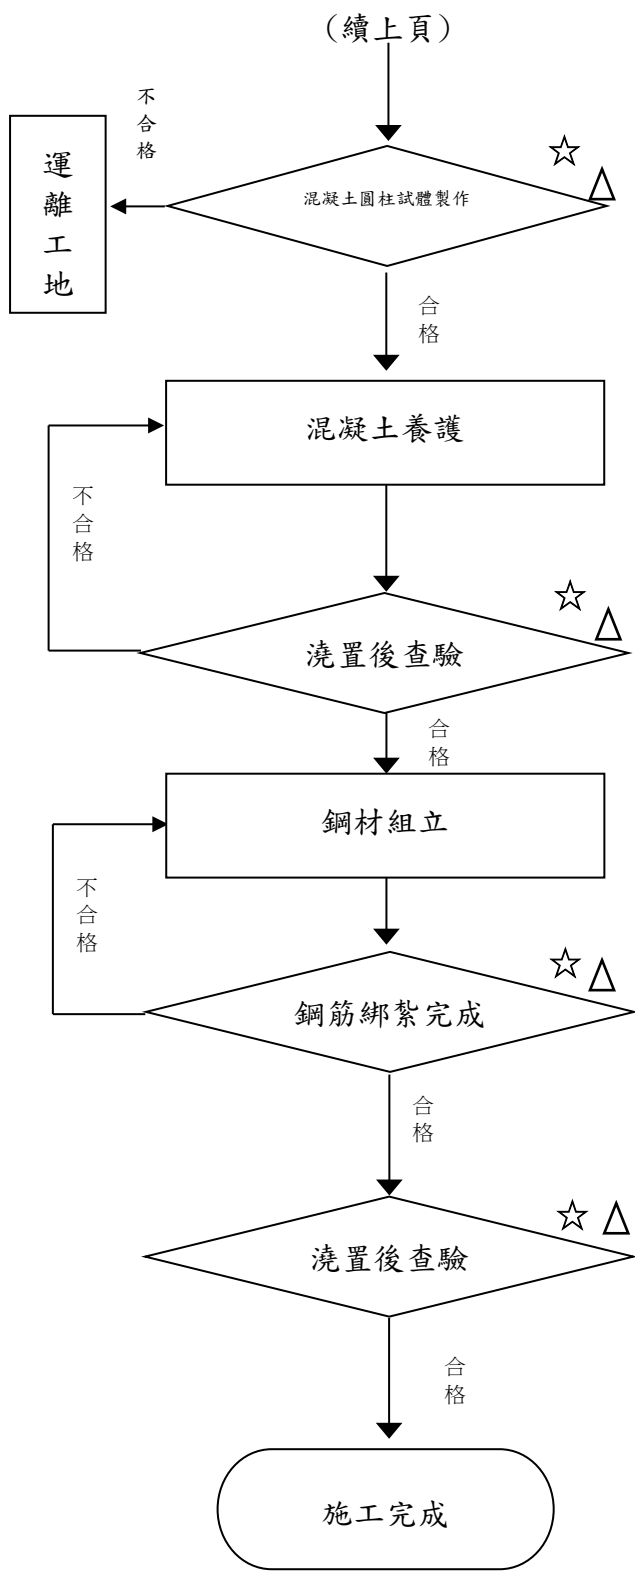 （續上頁）
不合格
運離工地
混凝土圓柱試體製作
合格
混凝土養護
不合格
澆置後查驗
合格
鋼材組立
不合格
鋼筋綁紮完成
合格
澆置後查驗
合格
施工完成